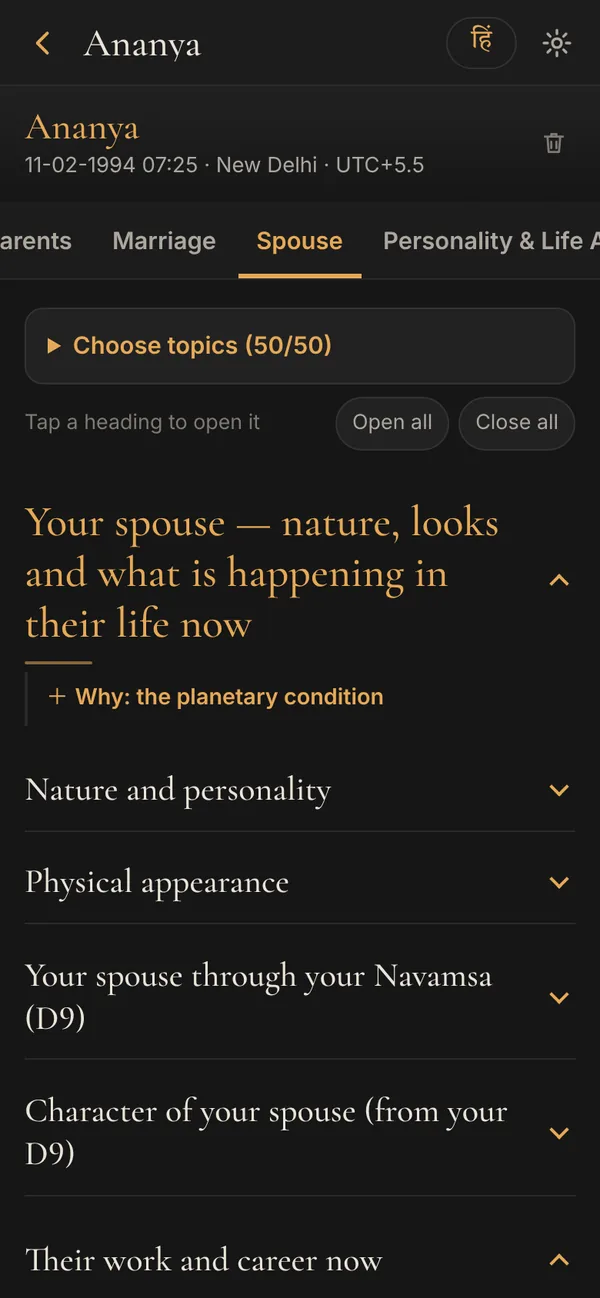 Ananya
हिं
Ananya
11-02-1994 07:25 · New Delhi · UTC+5.5
arents Marriage Spouse Personality & Life A
Choose topics (50/50)
Tap a heading to open it Open all Close all
Your spouse — nature, looks
and what is happening in
their life now
+ Why: the planetary condition
Nature and personality
Physical appearance
Your spouse through your Navamsa
(D9)
Character of your spouse (from your
D9)
Their work and career now